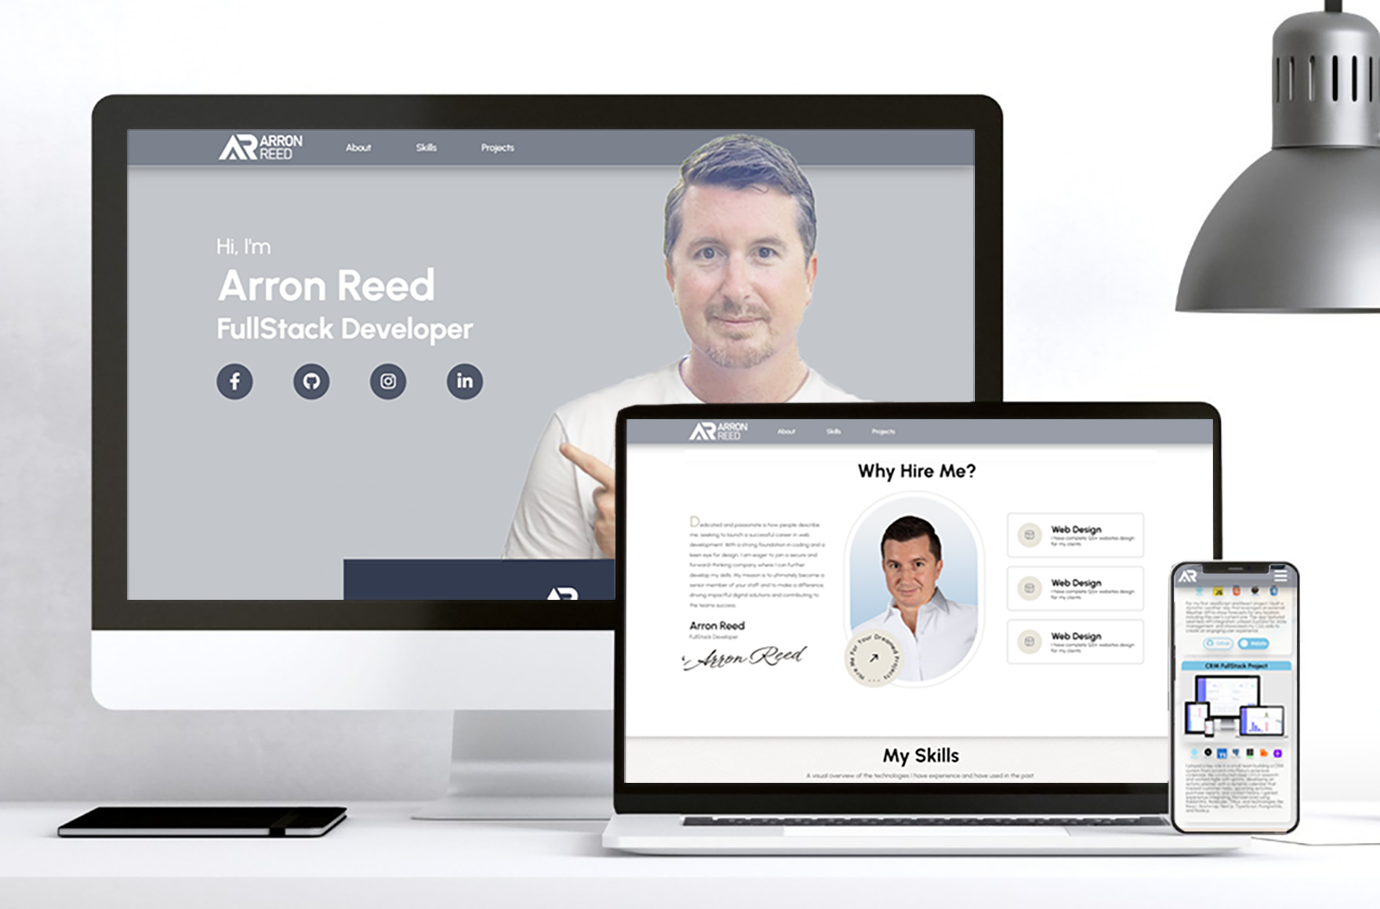 ARRON
REED
About Skills Projects
Hi, I'm
Arron Reed
FullStack Developer
ARRON
REED
About Skills Projects
Why Hire Me?
Dedicated and passionate is how people describe
me, seeking to launch a successful career in web
development. With a strong foundation in coding and a
keen eye for design, I am eager to join a secure and
forward-thinking company where I can further
develop my skills. My mission is to ultimately become a
senior member of your staff and to make a difference,
driving impactful digital solutions and contributing to
the teams success.
Arron Reed
FullStack Developer
Arron Reed
Hire Me For Your Dreamed Projects ...
Web Design
I have complete 120+ websites design
for my clients
Web Design
I have complete 120+ websites design
for my clients
Web Design
I have complete 120+ websites design
for my clients
My Skills
A visual overview of the technologies I have experience and have used in the past
CRM FullStack Project